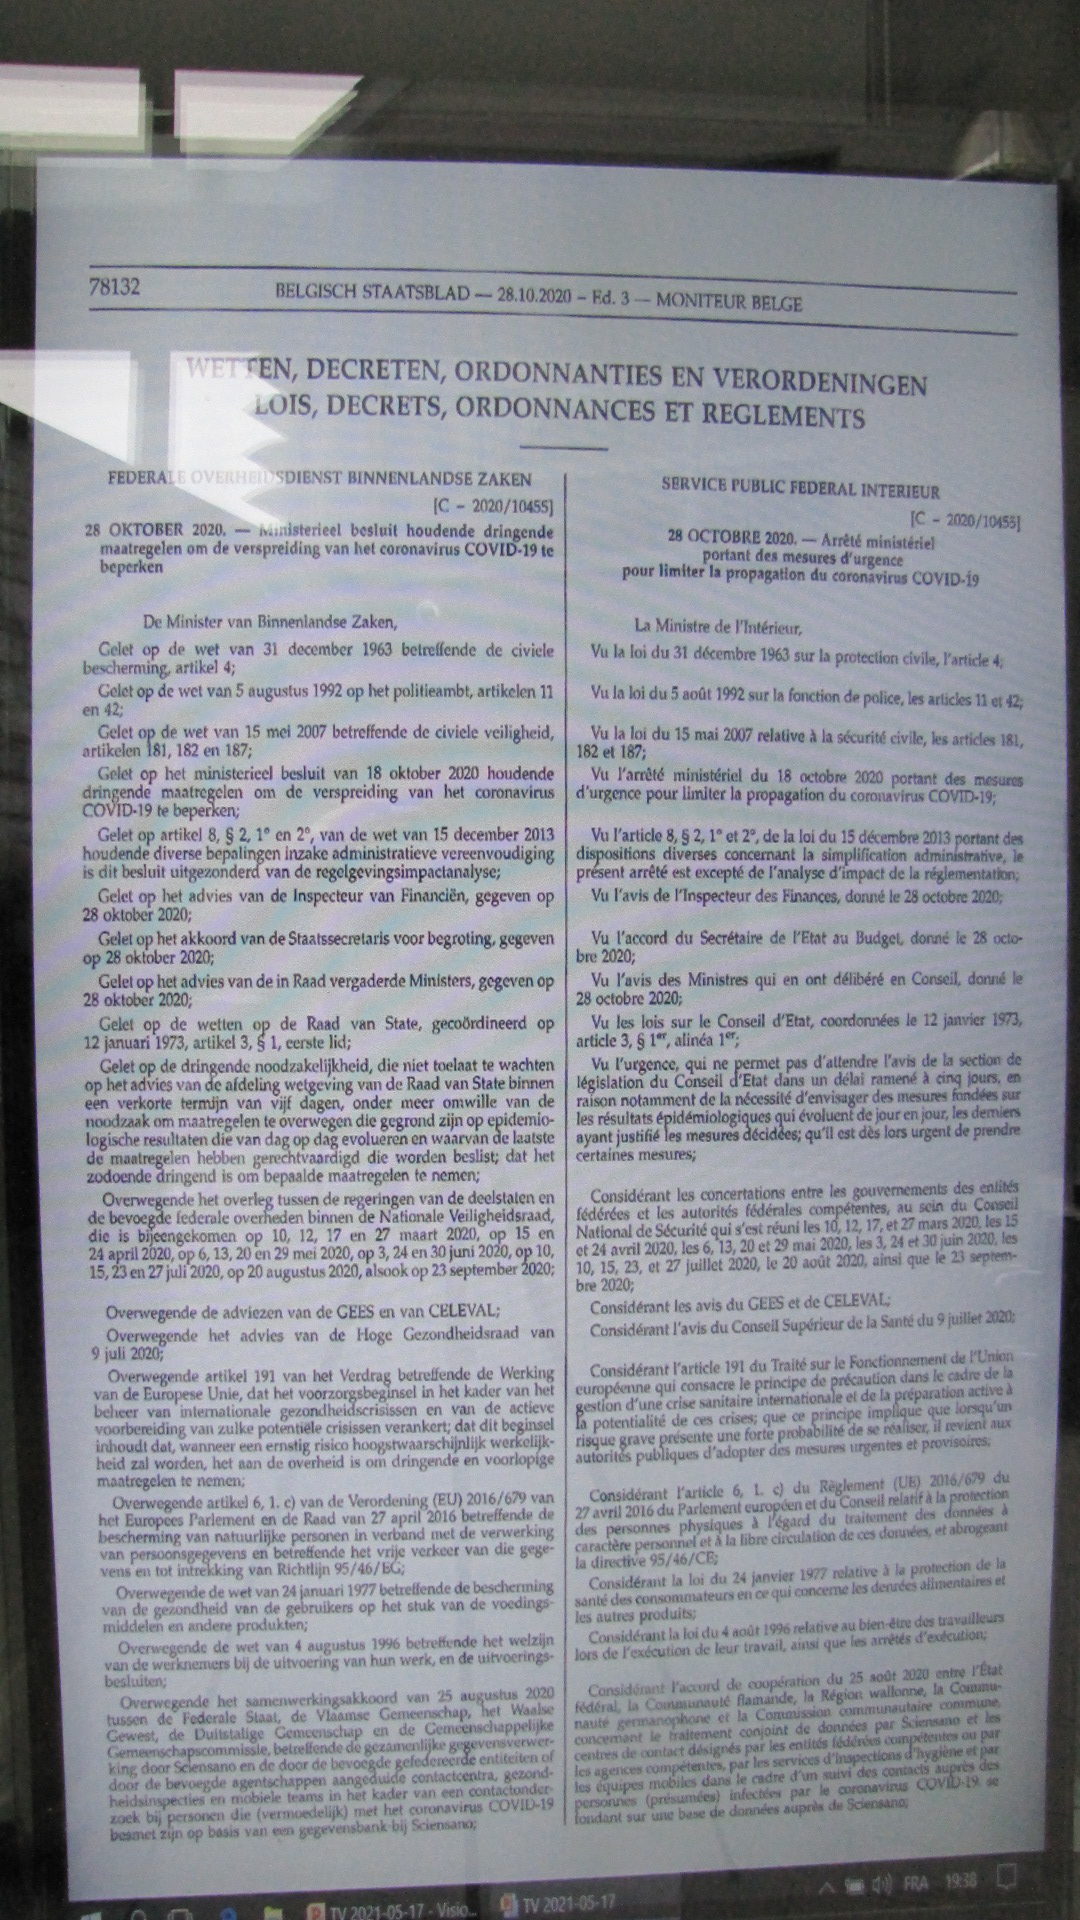 78132
BELGISCH STAATSBLAD — 28.10.2020 – Ed. 3 — MONITEUR BELGE
WETTEN, DECRETEN, ORDONNANTIES EN VERORDENINGEN
LOIS, DECRETS, ORDONNANCES ET REGLEMENTS
FEDERALE OVERHEIDSDIENST BINNENLANDSE ZAKEN
[C – 2020/10455]
28 OKTOBER 2020. — Ministerieel besluit houdende dringende
maatregelen om de verspreiding van het coronavirus COVID-19 te
beperken
De Minister van Binnenlandse Zaken,
Gelet op de wet van 31 december 1963 betreffende de civiele
bescherming, artikel 4;
Gelet op de wet van 5 augustus 1992 op het politieambt, artikelen 11
en 42;
Gelet op de wet van 15 mei 2007 betreffende de civiele veiligheid,
artikelen 181, 182 en 187;
Gelet op het ministerieel besluit van 18 oktober 2020 houdende
dringende maatregelen om de verspreiding van het coronavirus
COVID-19 te beperken;
Gelet op artikel 8, § 2, 1° en 2°, van de wet van 15 december 2013
houdende diverse bepalingen inzake administratieve vereenvoudiging
is dit besluit uitgezonderd van de regelgevingsimpactanalyse;
Gelet op het advies van de Inspecteur van Financiën, gegeven op
28 oktober 2020;
Gelet op het akkoord van de Staatssecretaris voor begroting, gegeven
op 28 oktober 2020;
Gelet op het advies van de in Raad vergaderde Ministers, gegeven op
28 oktober 2020;
Gelet op de wetten op de Raad van State, gecoördineerd op
12 januari 1973, artikel 3, § 1, eerste lid;
Gelet op de dringende noodzakelijkheid, die niet toelaat te wachten
op het advies van de afdeling wetgeving van de Raad van State binnen
een verkorte termijn van vijf dagen, onder meer omwille van de
noodzaak om maatregelen te overwegen die gegrond zijn op epidemio-
logische resultaten die van dag op dag evolueren en waarvan de laatste
de maatregelen hebben gerechtvaardigd die worden beslist; dat het
zodoende dringend is om bepaalde maatregelen te nemen;
Overwegende het overleg tussen de regeringen van de deelstaten en
de bevoegde federale overheden binnen de Nationale Veiligheidsraad,
die is bijeengekomen op 10, 12, 17 en 27 maart 2020, op 15 en
24 april 2020, op 6, 13, 20 en 29 mei 2020, op 3, 24 en 30 juni 2020, op 10,
15, 23 en 27 juli 2020, op 20 augustus 2020, alsook op 23 september 2020;
Overwegende de adviezen van de GEES en van CELEVAL;
Overwegende het advies van de Hoge Gezondheidsraad van
9 juli 2020;
Overwegende artikel 191 van het Verdrag betreffende de Werking
van de Europese Unie, dat het voorzorgsbeginsel in het kader van het
beheer van internationale gezondheidscrisissen en van de actieve
voorbereiding van zulke potentiële crisissen verankert; dat dit beginsel
inhoudt dat, wanneer een ernstig risico hoogstwaarschijnlijk werkelijk-
heid zal worden, het aan de overheid is om dringende en voorlopige
maatregelen te nemen;
Overwegende artikel 6, 1. c) van de Verordening (EU) 2016/679 van
het Europees Parlement en de Raad van 27 april 2016 betreffende de
bescherming van natuurlijke personen in verband met de verwerking
van persoonsgegevens en betreffende het vrije verkeer van die gege-
vens en tot intrekking van Richtlijn 95/46/EG;
Overwegende de wet van 24 januari 1977 betreffende de bescherming
van de gezondheid van de gebruikers op het stuk van de voedings-
middelen en andere produkten;
Overwegende de wet van 4 augustus 1996 betreffende het welzijn
van de werknemers bij de uitvoering van hun werk, en de uitvoerings-
besluiten;
Overwegende het samenwerkingsakkoord van 25 augustus 2020
tussen de Federale Staat, de Vlaamse Gemeenschap, het Waalse
Gewest, de Duitstalige Gemeenschap en de Gemeenschappelijke
Gemeenschapscommissie, betreffende de gezamenlijke gegevensverwer-
king door Sciensano en de door de bevoegde gefedereerde entiteiten of
door de bevoegde agentschappen aangeduide contactcentra, gezond-
heidsinspecties en mobiele teams in het kader van een contactonder-
zoek bij personen die (vermoedelijk) met het coronavirus COVID-19
besmet zijn op basis van een gegevensbank bij Sciensano;
SERVICE PUBLIC FEDERAL INTERIEUR
[C – 2020/10455]
28 OCTOBRE 2020. — Arrêté ministériel
portant des mesures d'urgence
pour limiter la propagation du coronavirus COVID-19
La Ministre de l'Intérieur,
Vu la loi du 31 décembre 1963 sur la protection civile, l'article 4;
Vu la loi du 5 août 1992 sur la fonction de police, les articles 11 et 42;
Vu la loi du 15 mai 2007 relative à la sécurité civile, les articles 181,
182 et 187;
Vu l'arrêté ministériel du 18 octobre 2020 portant des mesures
d'urgence pour limiter la propagation du coronavirus COVID-19;
Vu l'article 8, § 2, 1° et 2°, de la loi du 15 décembre 2013 portant des
dispositions diverses concernant la simplification administrative, le
présent arrêté est excepté de l'analyse d'impact de la réglementation;
Vu l'avis de l'Inspecteur des Finances, donné le 28 octobre 2020;
Vu l'accord du Secrétaire de l'Etat au Budget, donné le 28 octo-
bre 2020;
Vu l'avis des Ministres qui en ont délibéré en Conseil, donné le
28 octobre 2020;
Vu les lois sur le Conseil d'Etat, coordonnées le 12 janvier 1973,
article 3, § 1er, alinéa 1er;
Vu l'urgence, qui ne permet pas d'attendre l'avis de la section de
législation du Conseil d'Etat dans un délai ramené à cinq jours, en
raison notamment de la nécessité d'envisager des mesures fondées sur
les résultats épidémiologiques qui évoluent de jour en jour, les derniers
ayant justifié les mesures décidées; qu'il est dès lors urgent de prendre
certaines mesures;
Considérant les concertations entre les gouvernements des entités
fédérées et les autorités fédérales compétentes, au sein du Conseil
National de Sécurité qui s'est réuni les 10, 12, 17, et 27 mars 2020, les 15
et 24 avril 2020, les 6, 13, 20 et 29 mai 2020, les 3, 24 et 30 juin 2020, les
10, 15, 23, et 27 juillet 2020, le 20 août 2020, ainsi que le 23 septem-
bre 2020;
Considérant les avis du GEES et de CELEVAL;
Considérant l'avis du Conseil Supérieur de la Santé du 9 juillet 2020;
Considérant l'article 191 du Traité sur le Fonctionnement de l'Union
européenne qui consacre le principe de précaution dans le cadre de la
gestion d'une crise sanitaire internationale et de la préparation active à
la potentialité de ces crises; que ce principe implique que lorsqu'un
risque grave présente une forte probabilité de se réaliser, il revient aux
autorités publiques d'adopter des mesures urgentes et provisoires;
Considérant l'article 6, 1. c) du Règlement (UE) 2016/679 du
27 avril 2016 du Parlement européen et du Conseil relatif à la protection
des personnes physiques à l'égard du traitement des données à
caractère personnel et à la libre circulation de ces données, et abrogeant
la directive 95/46/CE;
Considérant la loi du 24 janvier 1977 relative à la protection de la
santé des consommateurs en ce qui concerne les denrées alimentaires et
les autres produits;
Considérant la loi du 4 août 1996 relative au bien-être des travailleurs
lors de l'exécution de leur travail, ainsi que les arrêtés d'exécution;
Considérant l'accord de coopération du 25 août 2020 entre l'État
fédéral, la Communauté flamande, la Région wallonne, la Commu-
nauté germanophone et la Commission communautaire commune,
concernant le traitement conjoint de données par Sciensano et les
centres de contact désignés par les entités fédérées compétentes ou par
les agences compétentes, par les services d'inspections d'hygiène et par
les équipes mobiles dans le cadre d'un suivi des contacts auprès des
personnes (présumées) infectées par le coronavirus COVID-19 se
fondant sur une base de données auprès de Sciensano;
TV 2021-05-17 - Visio...
TV 2021-05-17
FRA
19:38